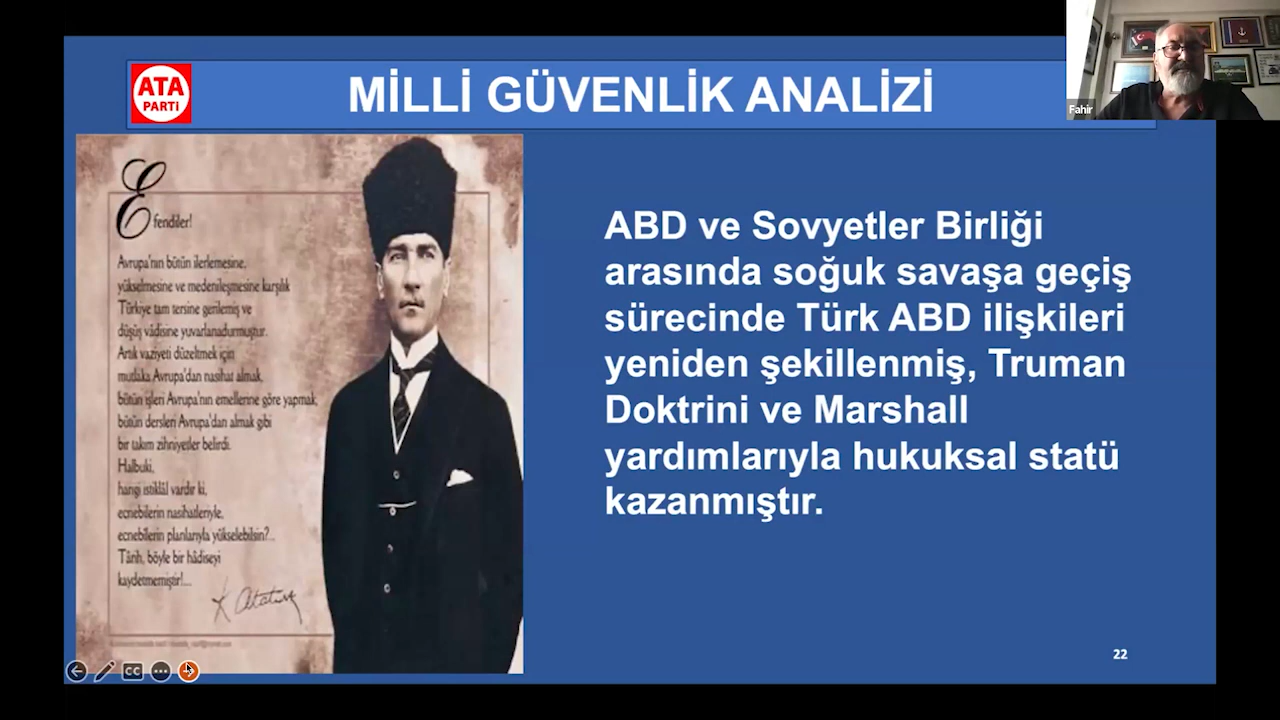 ATA
PARTİ
MİLLİ GÜVENLİK ANALİZİ
Fahir
Efendiler!
Avrupa'nın bütün ilerlemesine,
yükselmesine ve medenileşmesine karşılık
Türkiye tam tersine gerilemiş ve
düşüş vâdisine yuvarlanadurmuştur.
Artık vaziyeti düzeltmek için
mutlaka Avrupa'dan nasihat almak,
bütün işleri Avrupa'nın emellerine göre yapmak,
bütün dersleri Avrupa'dan almak gibi
bir takım zihniyetler belirdi.
Halbuki,
hangi istiklâl vardır ki,
ecnebilerin nasihatleriyle,
ecnebîlerin planlarıyla yükselebilsin?...
Târih, böyle bir hâdiseyi
kaydetmemiştir!....
K. Atatürk
ABD ve Sovyetler Birliği
arasında soğuk savaşa geçiş
sürecinde Türk ABD ilişkileri
yeniden şekillenmiş, Truman
Doktrini ve Marshall
yardımlarıyla hukuksal statü
kazanmıştır.
22
CC